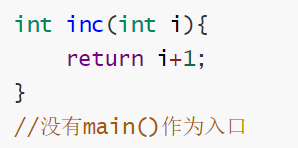 int inc(int i){
    return i+1;
}
//没有main()作为入口